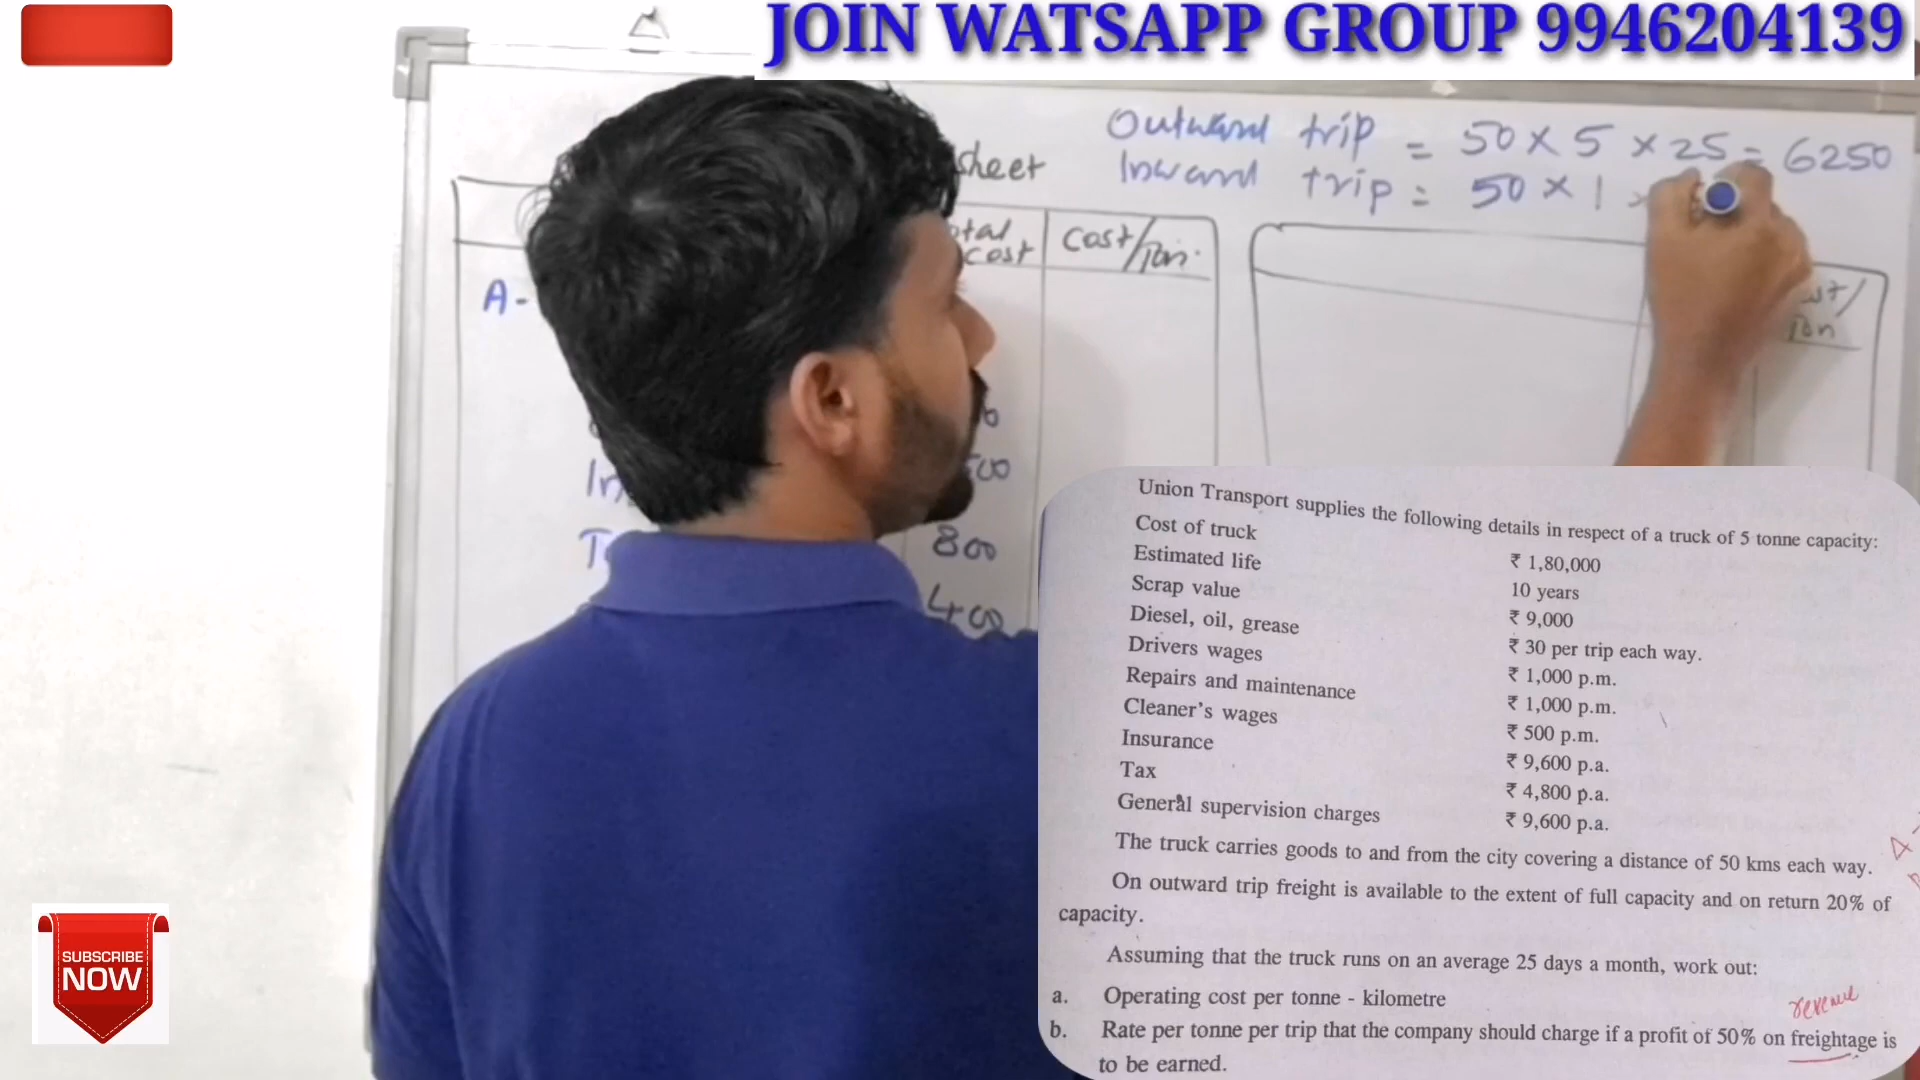 JOIN WATSAPP GROUP 9946204139
Outward trip = 50 × 5 × 25 = 6250
Inward trip = 50 × 1
sheet
cost
Cost/Ton.
A-
500
800
400
Ton
Union Transport supplies the following details in respect of a truck of 5 tonne capacity:
Cost of truck ₹ 1,80,000
Estimated life 10 years
Scrap value ₹ 9,000
Diesel, oil, grease ₹ 30 per trip each way.
Drivers wages ₹ 1,000 p.m.
Repairs and maintenance ₹ 1,000 p.m.
Cleaner's wages ₹ 500 p.m.
Insurance ₹ 9,600 p.a.
Tax ₹ 4,800 p.a.
General supervision charges ₹ 9,600 p.a.
The truck carries goods to and from the city covering a distance of 50 kms each way.
On outward trip freight is available to the extent of full capacity and on return 20% of
capacity.
Assuming that the truck runs on an average 25 days a month, work out:
a. Operating cost per tonne - kilometre
revenue
b. Rate per tonne per trip that the company should charge if a profit of 50% on freightage is
to be earned.
SUBSCRIBE
NOW